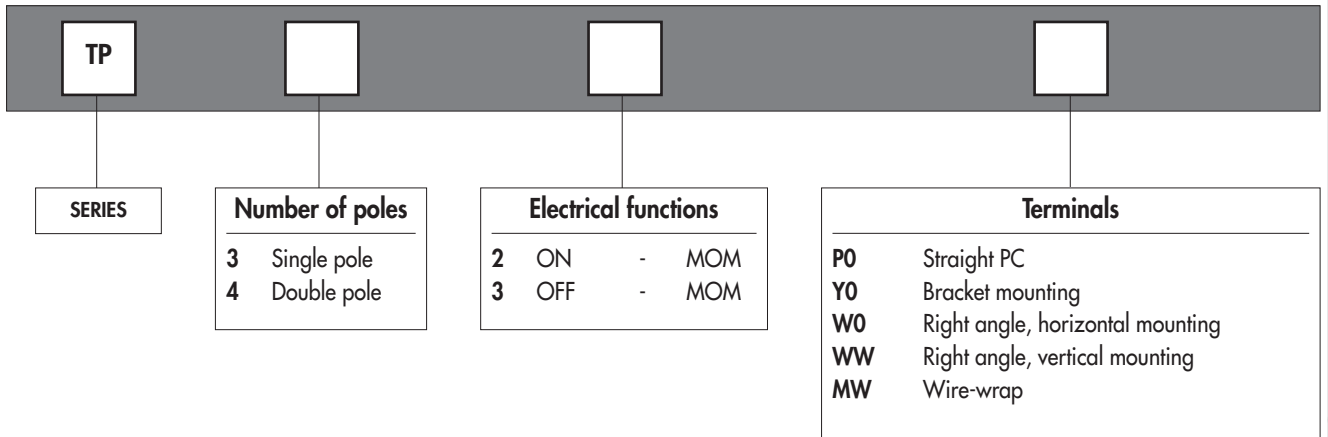 TP
SERIES
Number of poles
3 Single pole
4 Double pole
Electrical functions
2 ON - MOM
3 OFF - MOM
Terminals
P0 Straight PC
Y0 Bracket mounting
W0 Right angle, horizontal mounting
WW Right angle, vertical mounting
MW Wire-wrap